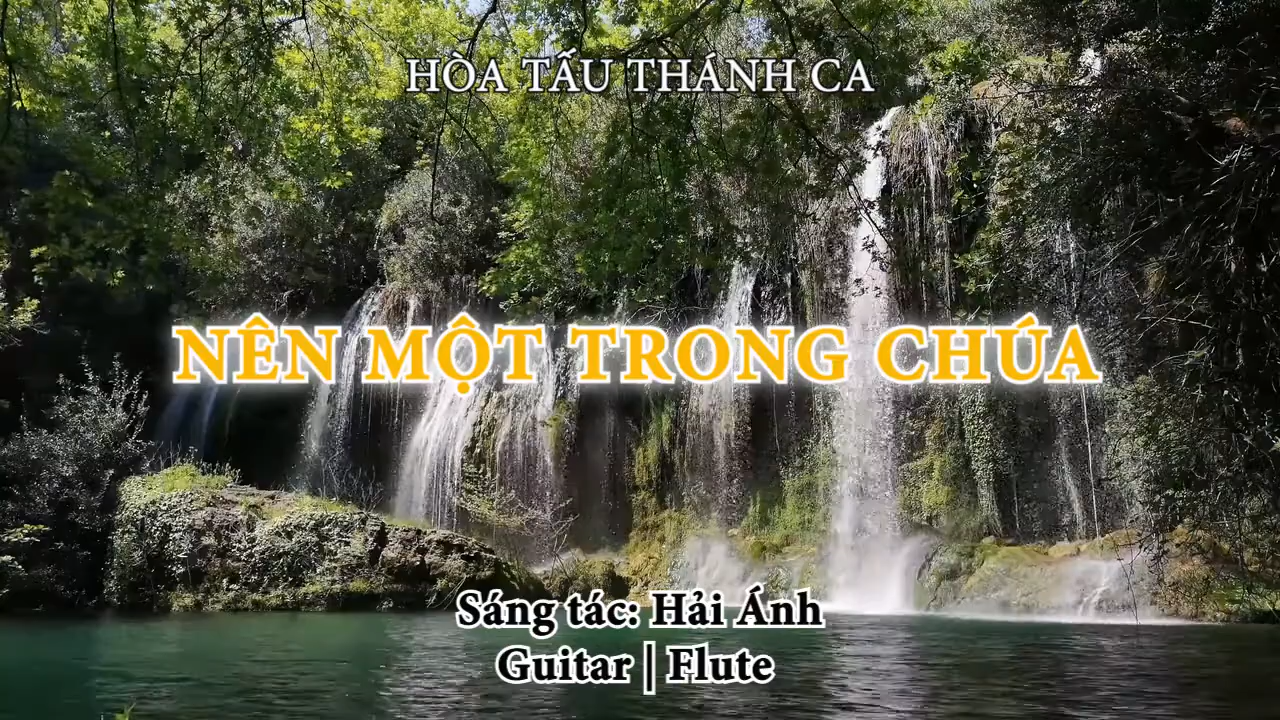 HÒA TẤU THÁNH CA
NÊN MỘT TRONG CHÚA
Sáng tác: Hải Ánh
Guitar | Flute